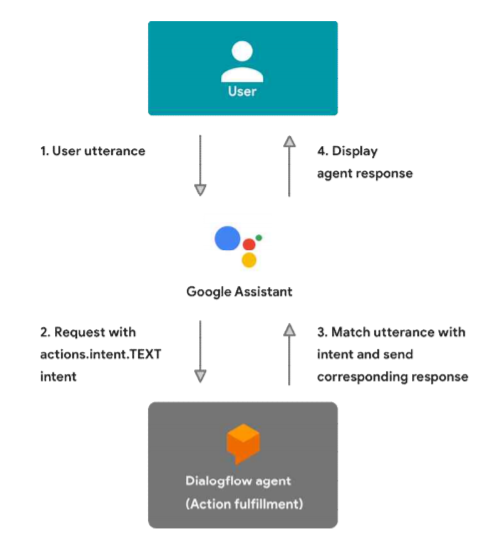 User
1. User utterance
4. Display
agent response
Google Assistant
2. Request with
actions.intent.TEXT
intent
3. Match utterance with
intent and send
corresponding response
Dialogflow agent
(Action fulfillment)